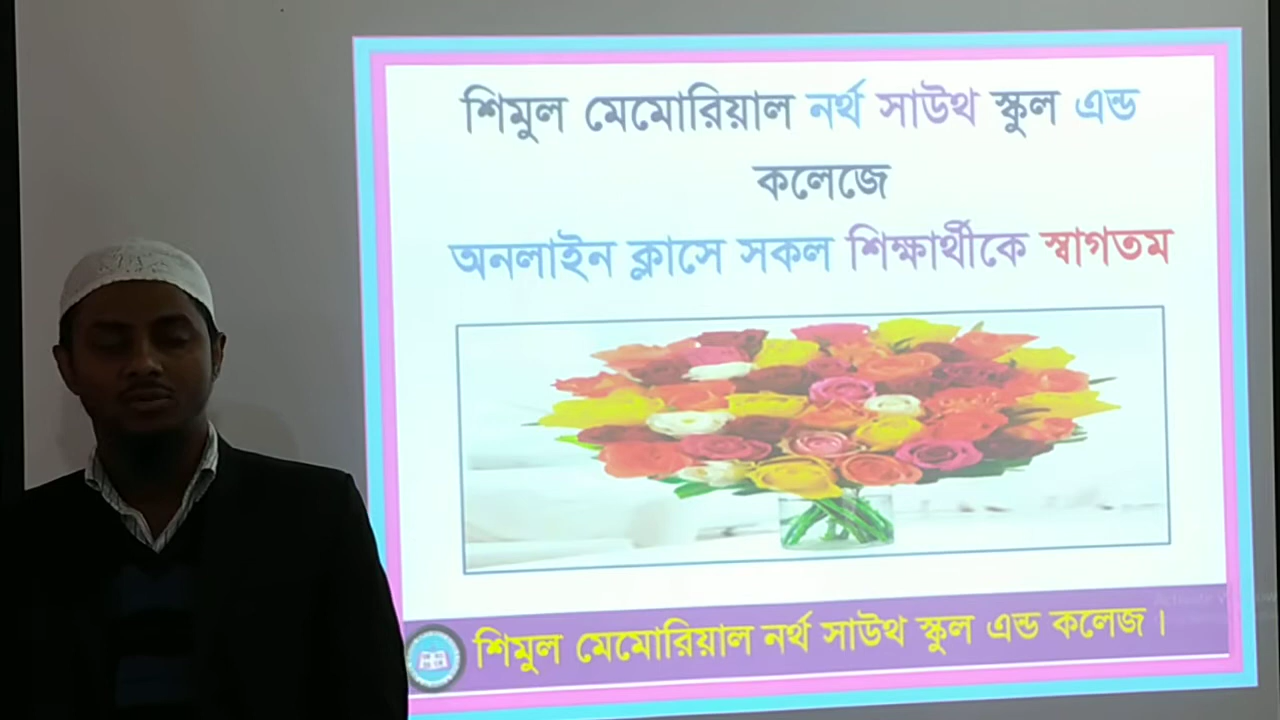 শিমুল মেমোরিয়াল নর্থ সাউথ স্কুল এন্ড
কলেজে
অনলাইন ক্লাসে সকল শিক্ষার্থীকে স্বাগতম
শিমুল মেমোরিয়াল নর্থ সাউথ স্কুল এন্ড কলেজ।